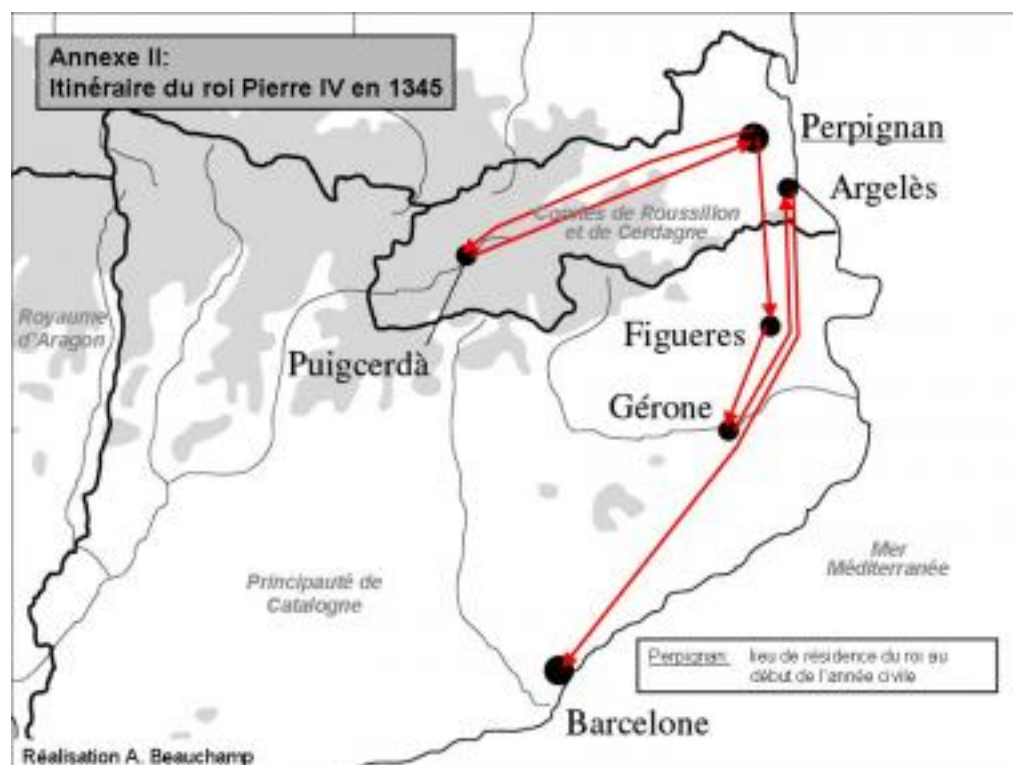 Annexe II:
Itinéraire du roi Pierre IV en 1345
Perpignan
Argelès
Comtés de Roussillon
et de Cerdagne
Royaume
d'Aragon
Figueres
Puigcerdà
Gérone
Mer
Méditerranée
Principauté de
Catalogne
Perpignan: lieu de résidence du roi au
début de l'année civile
Barcelone
Réalisation A. Beauchamp